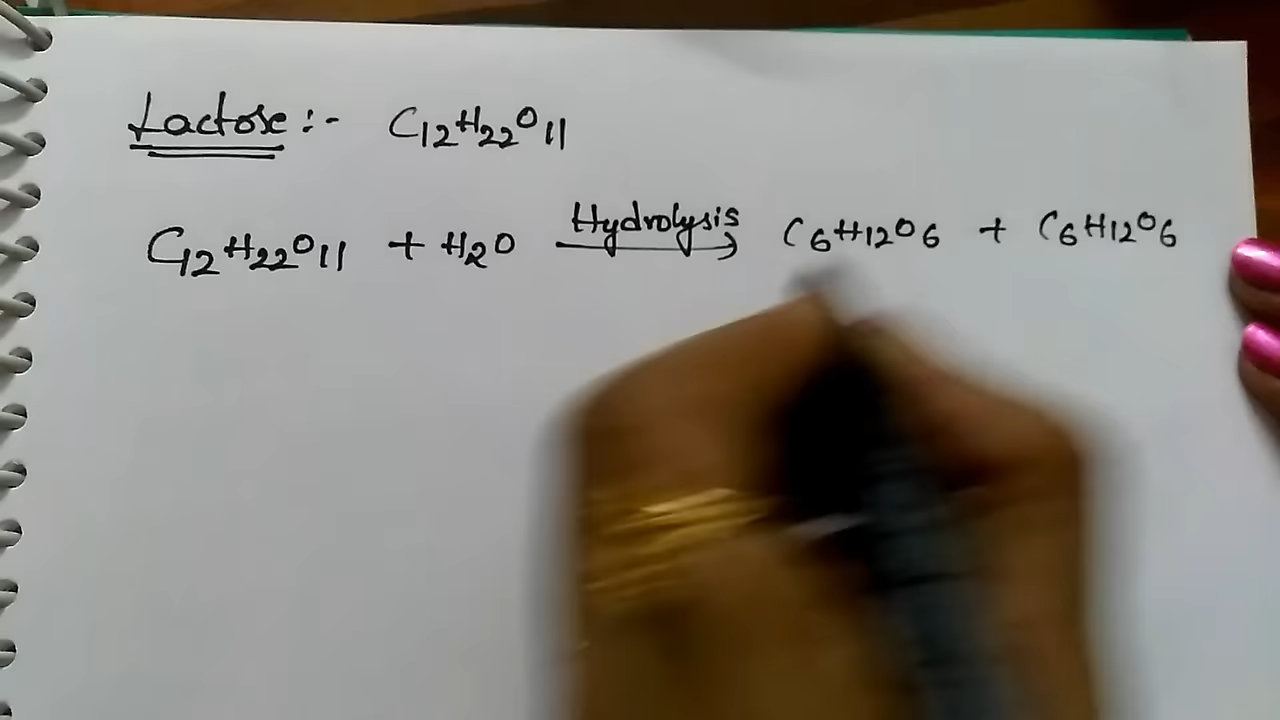 Lactose :- C12H22O11
C12H22O11 + H2O Hydrolysis → C6H12O6 + C6H12O6